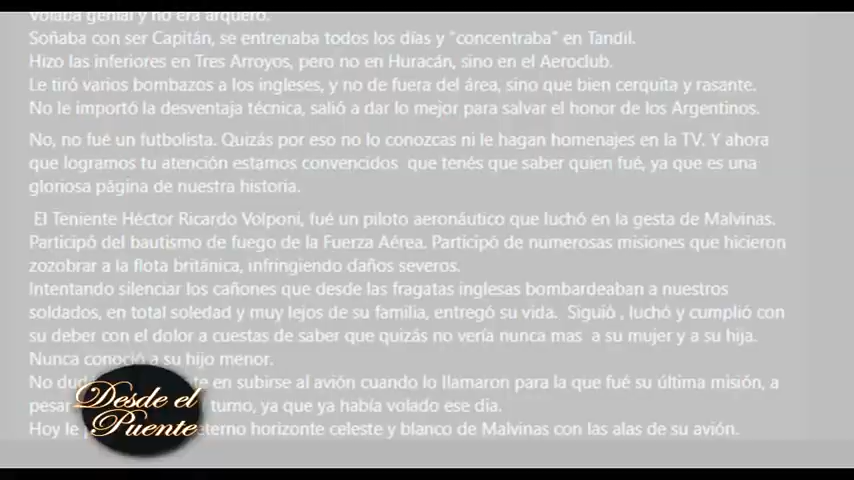 Volaba genial y no era arquero.
Soñaba con ser Capitán, se entrenaba todos los días y "concentraba" en Tandil.
Hizo las inferiores en Tres Arroyos, pero no en Huracán, sino en el Aeroclub.
Le tiró varios bombazos a los ingleses, y no de fuera del área, sino que bien cerquita y rasante.
No le importó la desventaja técnica, salió a dar lo mejor para salvar el honor de los Argentinos.
No, no fué un futbolista. Quizás por eso no lo conozcas ni le hagan homenajes en la TV. Y ahora
que logramos tu atención estamos convencidos que tenés que saber quien fué, ya que es una
gloriosa página de nuestra historia.
El Teniente Héctor Ricardo Volponi, fué un piloto aeronáutico que luchó en la gesta de Malvinas.
Participó del bautismo de fuego de la Fuerza Aérea. Participó de numerosas misiones que hicieron
zozobrar a la flota británica, infringiendo daños severos.
Intentando silenciar los cañones que desde las fragatas inglesas bombardeaban a nuestros
soldados, en total soledad y muy lejos de su familia, entregó su vida. Siguió , luchó y cumplió con
su deber con el dolor a cuestas de saber que quizás no vería nunca mas a su mujer y a su hija.
Nunca conoció a su hijo menor.
No dud te en subirse al avión cuando lo llamaron para la que fué su última misión, a
pesar turno, ya que ya había volado ese día.
Hoy le eterno horizonte celeste y blanco de Malvinas con las alas de su avión.
Desde el
Puente